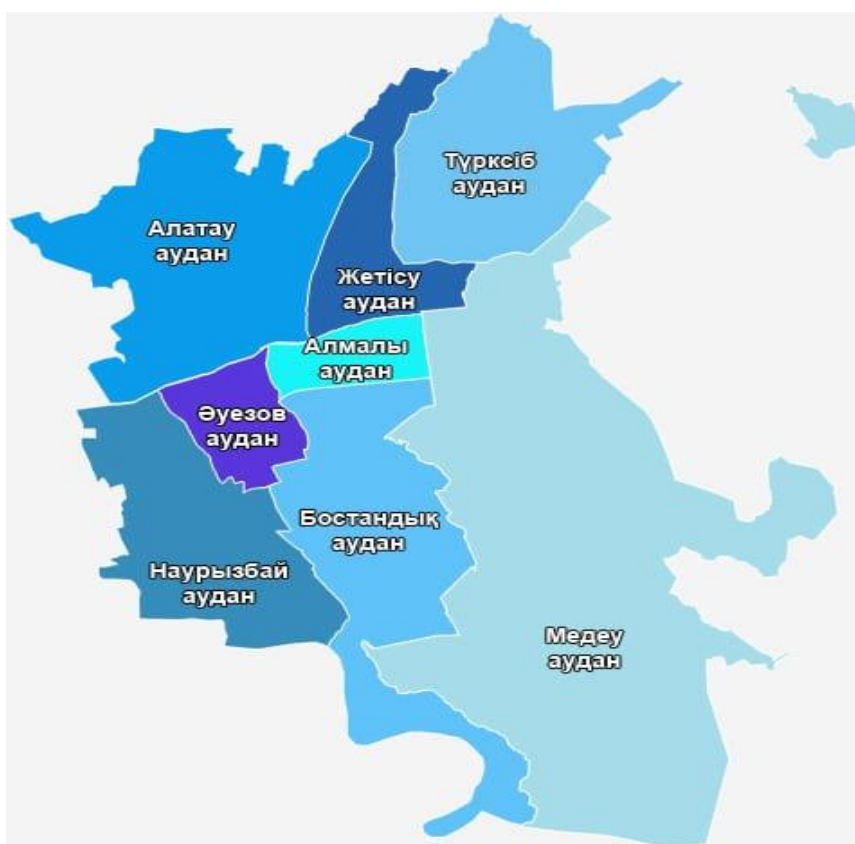 Түрксіб
аудан
Алатау
аудан
Жетісу
аудан
Алмалы
аудан
Әуезов
аудан
Бостандық
аудан
Наурызбай
аудан
Медеу
аудан